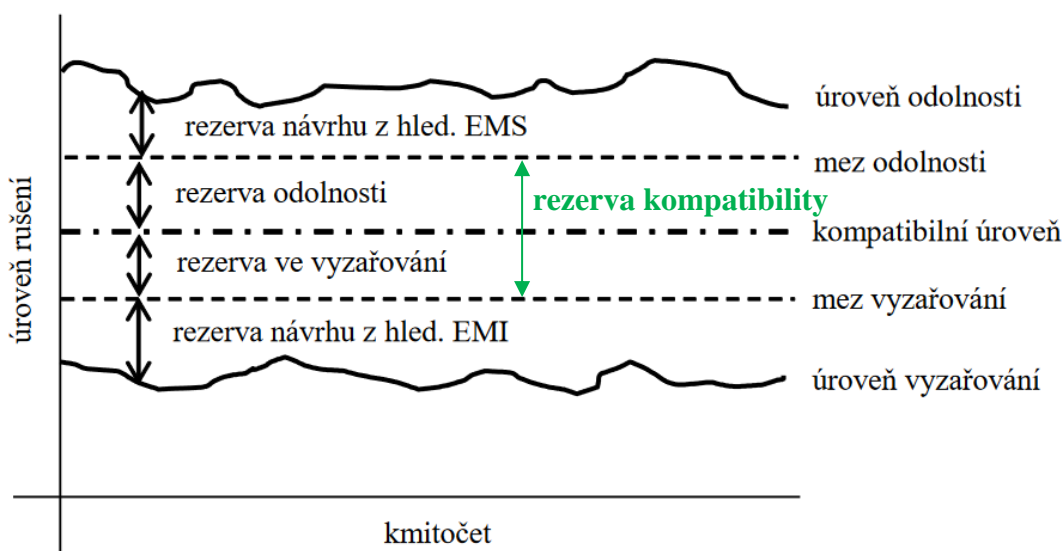 úroveň odolnosti
rezerva návrhu z hled. EMS
mez odolnosti
rezerva odolnosti
rezerva kompatibility
kompatibilní úroveň
rezerva ve vyzařování
mez vyzařování
rezerva návrhu z hled. EMI
úroveň vyzařování
úroveň rušení
kmitočet